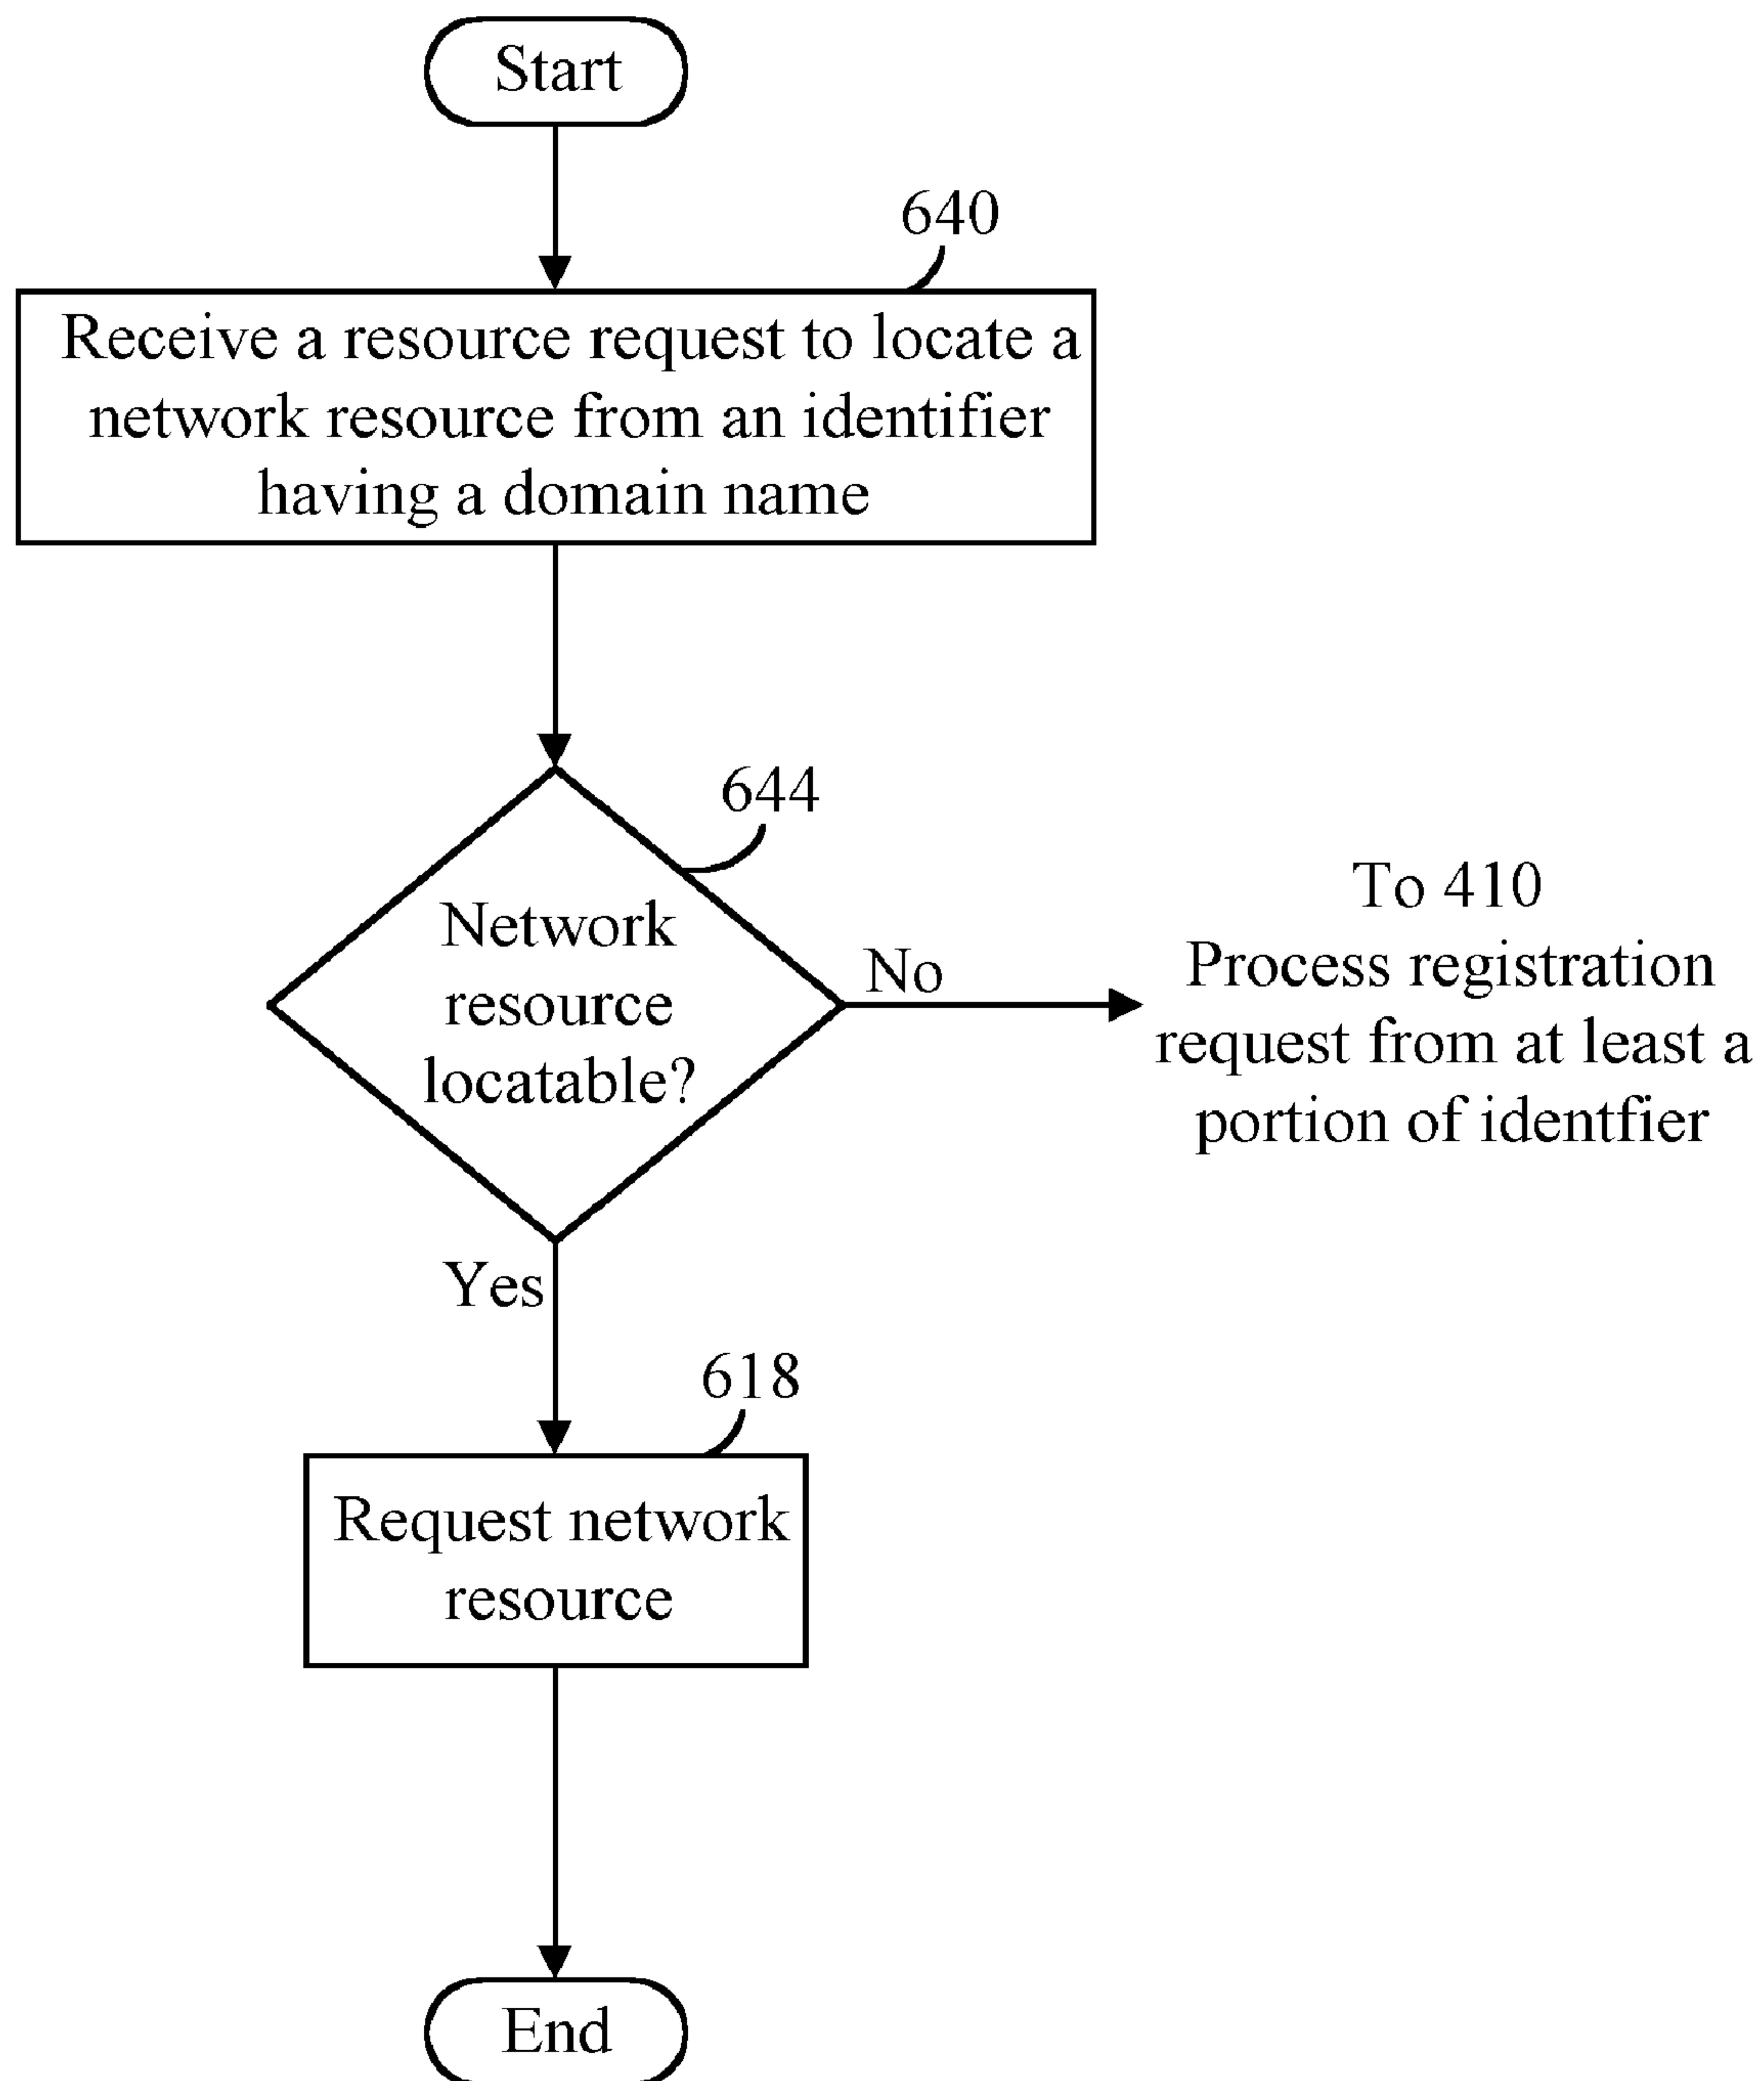 Start
640
Receive a resource request to locate a
network resource from an identifier
having a domain name
644
Network
resource
locatable?
No
To 410
Process registration
request from at least a
portion of identfier
Yes
618
Request network
resource
End